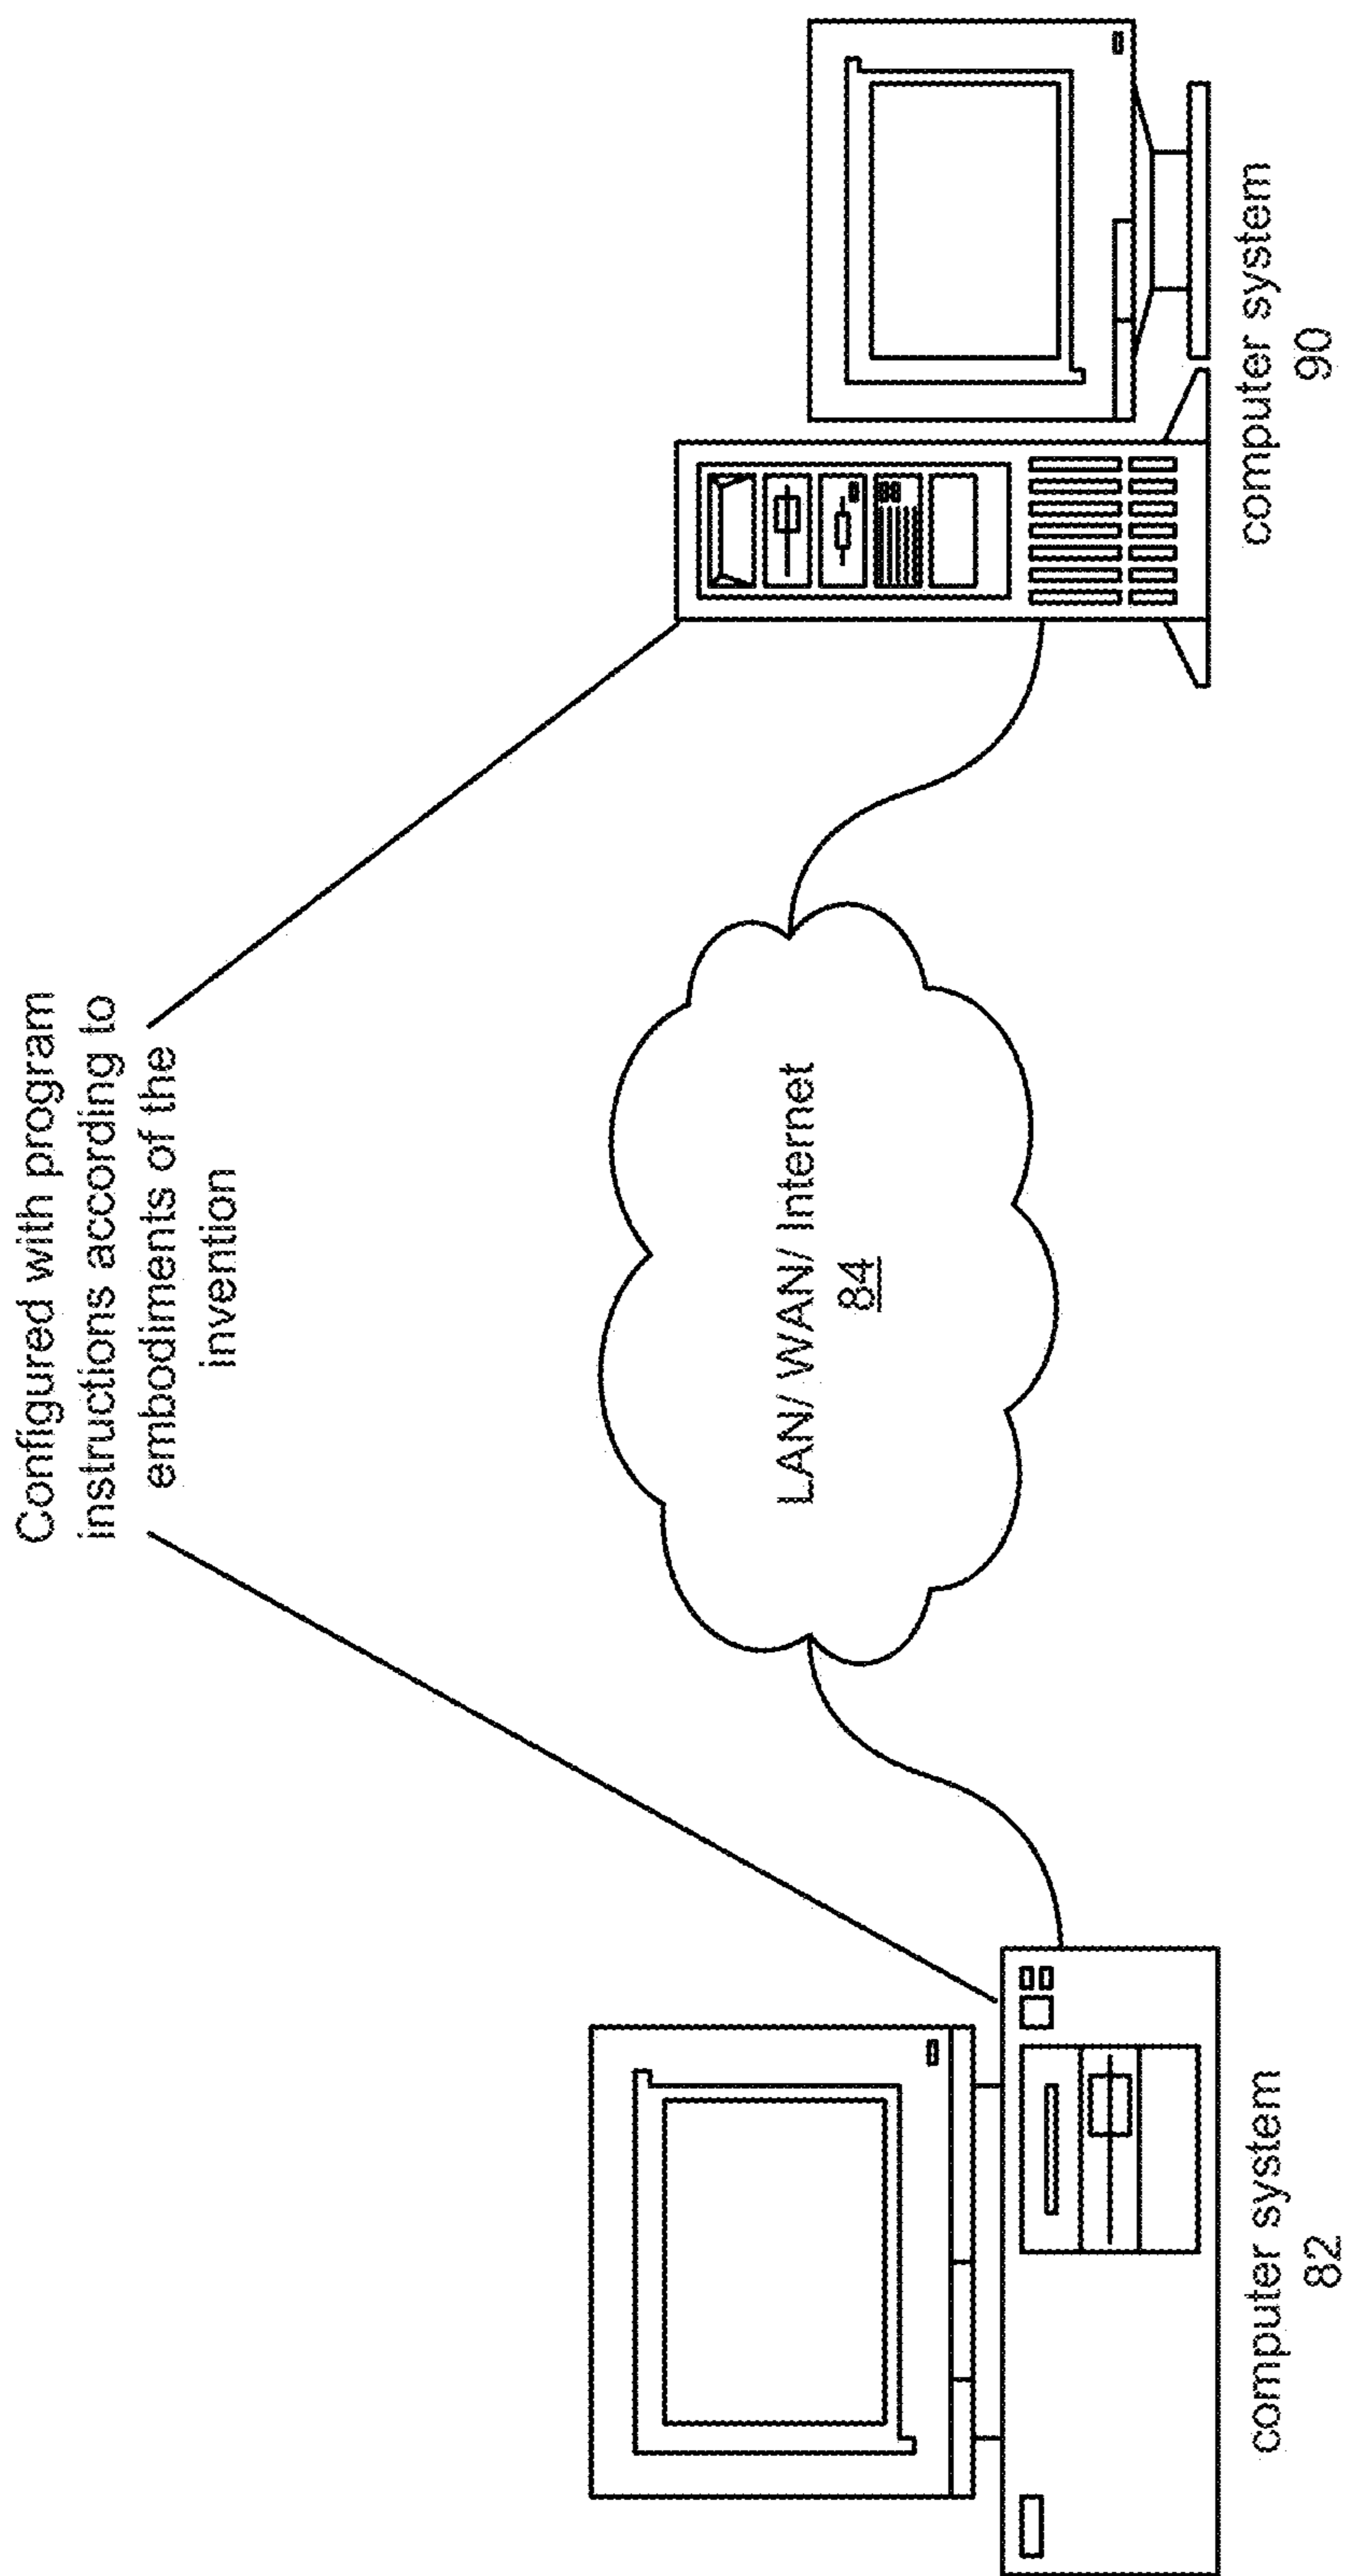 Configured with program
instructions according to
embodiments of the
invention
LAN/ WAN/ Internet
84
computer system
82
computer system
90